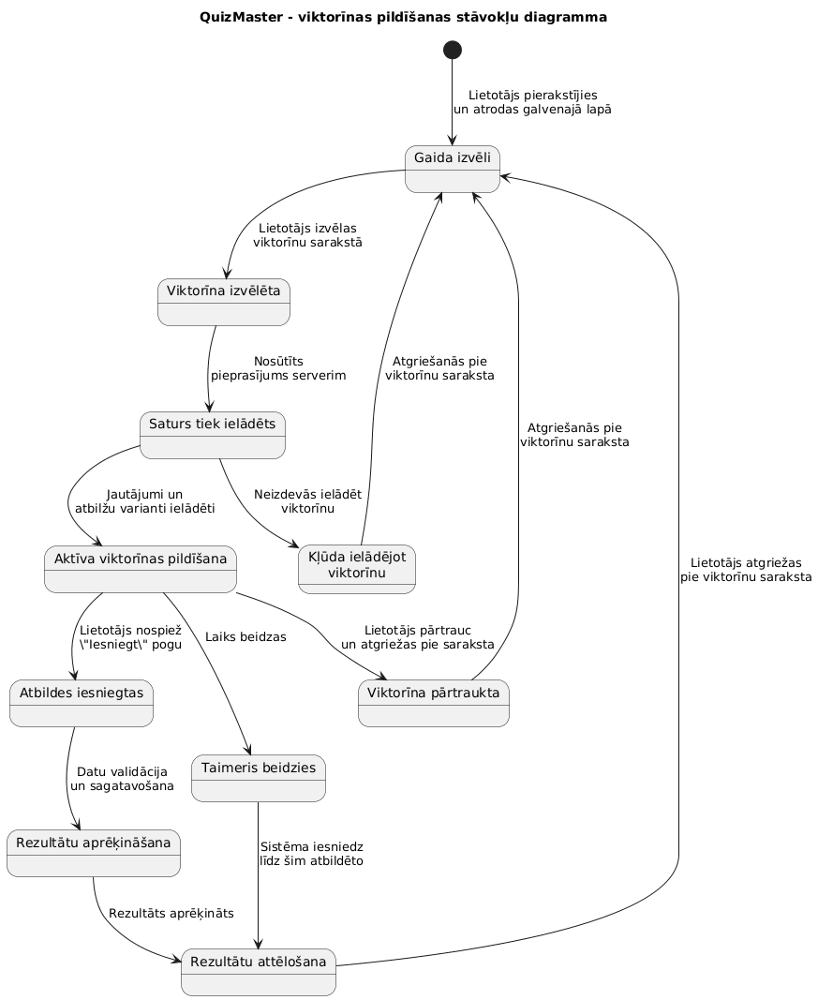 QuizMaster - viktorīnas pildīšanas stāvokļu diagramma
Lietotājs pierakstījies
un atrodas galvenajā lapā
Gaida izvēli
Lietotājs izvēlas
viktorīnu sarakstā
Viktorīna izvēlēta
Nosūtīts
pieprasījums serverim
Atgriešanās pie
viktorīnu saraksta
Atgriešanās pie
viktorīnu saraksta
Saturs tiek ielādēts
Jautājumi un
atbilžu varianti ielādēti
Neizdevās ielādēt
viktorīnu
Aktīva viktorīnas pildīšana
Kļūda ielādējot
viktorīnu
Lietotājs atgriežas
pie viktorīnu saraksta
Lietotājs nospiež
\"Iesniegt\" pogu
Laiks beidzas
Lietotājs pārtrauc
un atgriežas pie saraksta
Atbildes iesniegtas
Viktorīna pārtraukta
Datu validācija
un sagatavošana
Taimeris beidzies
Rezultātu aprēķināšana
Sistēma iesniedz
līdz šim atbildēto
Rezultāts aprēķināts
Rezultātu attēlošana